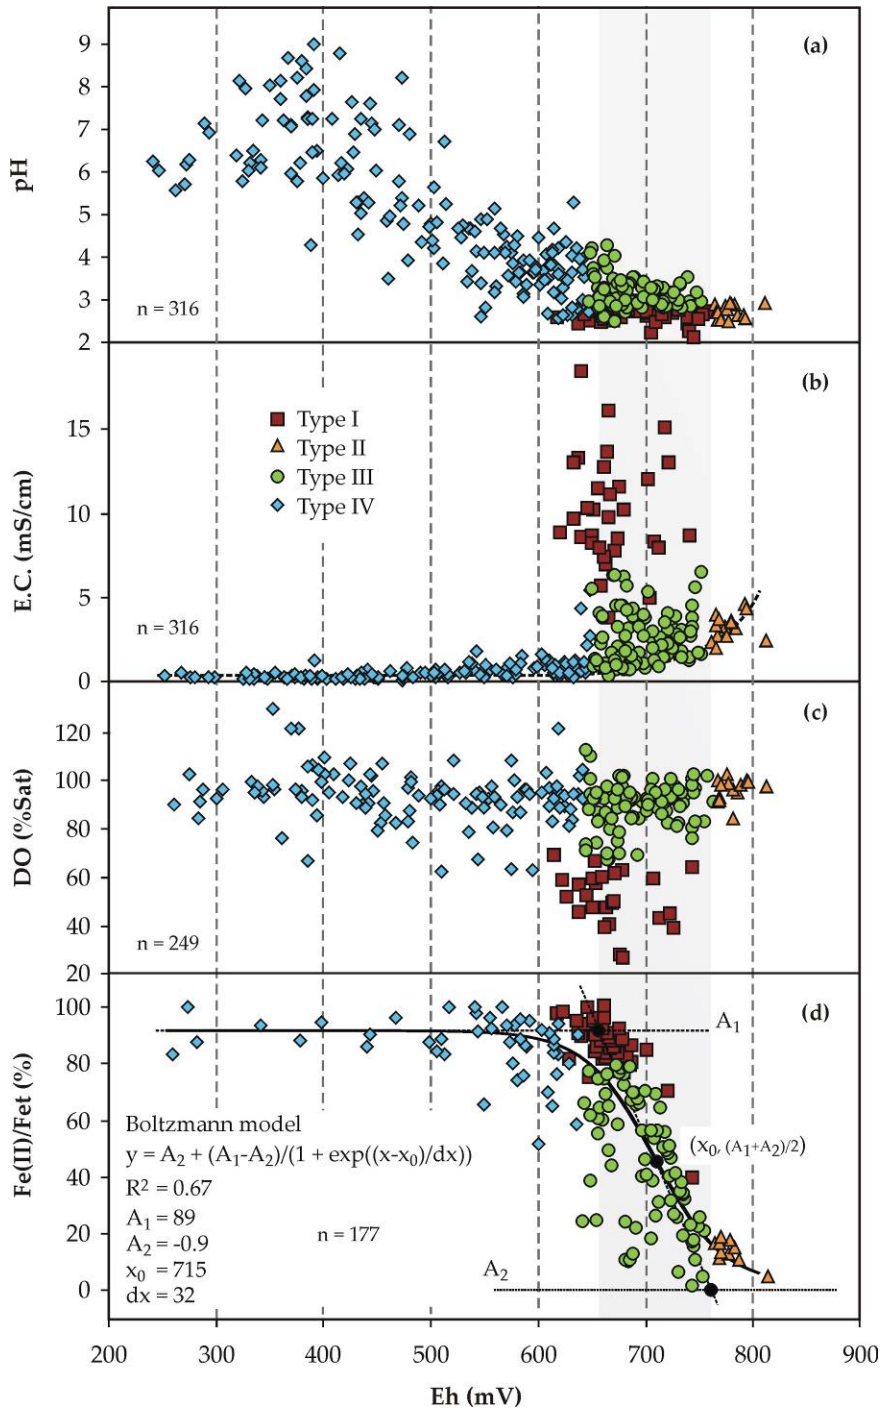 (a)
pH
9
8
7
6
5
4
3
2
n = 316
(b)
E.C. (mS/cm)
15
10
5
0
Type I
Type II
Type III
Type IV
n = 316
(c)
DO (%Sat)
120
100
80
60
40
20
n = 249
(d)
Fe(II)/Fet (%)
100
80
60
40
20
0
A₁
(x₀, (A₁+A₂)/2)
Boltzmann model
y = A₂ + (A₁-A₂)/(1 + exp((x-x₀)/dx))
R² = 0.67
A₁ = 89
A₂ = -0.9
x₀ = 715
dx = 32
n = 177
A₂
200 300 400 500 600 700 800 900
Eh (mV)